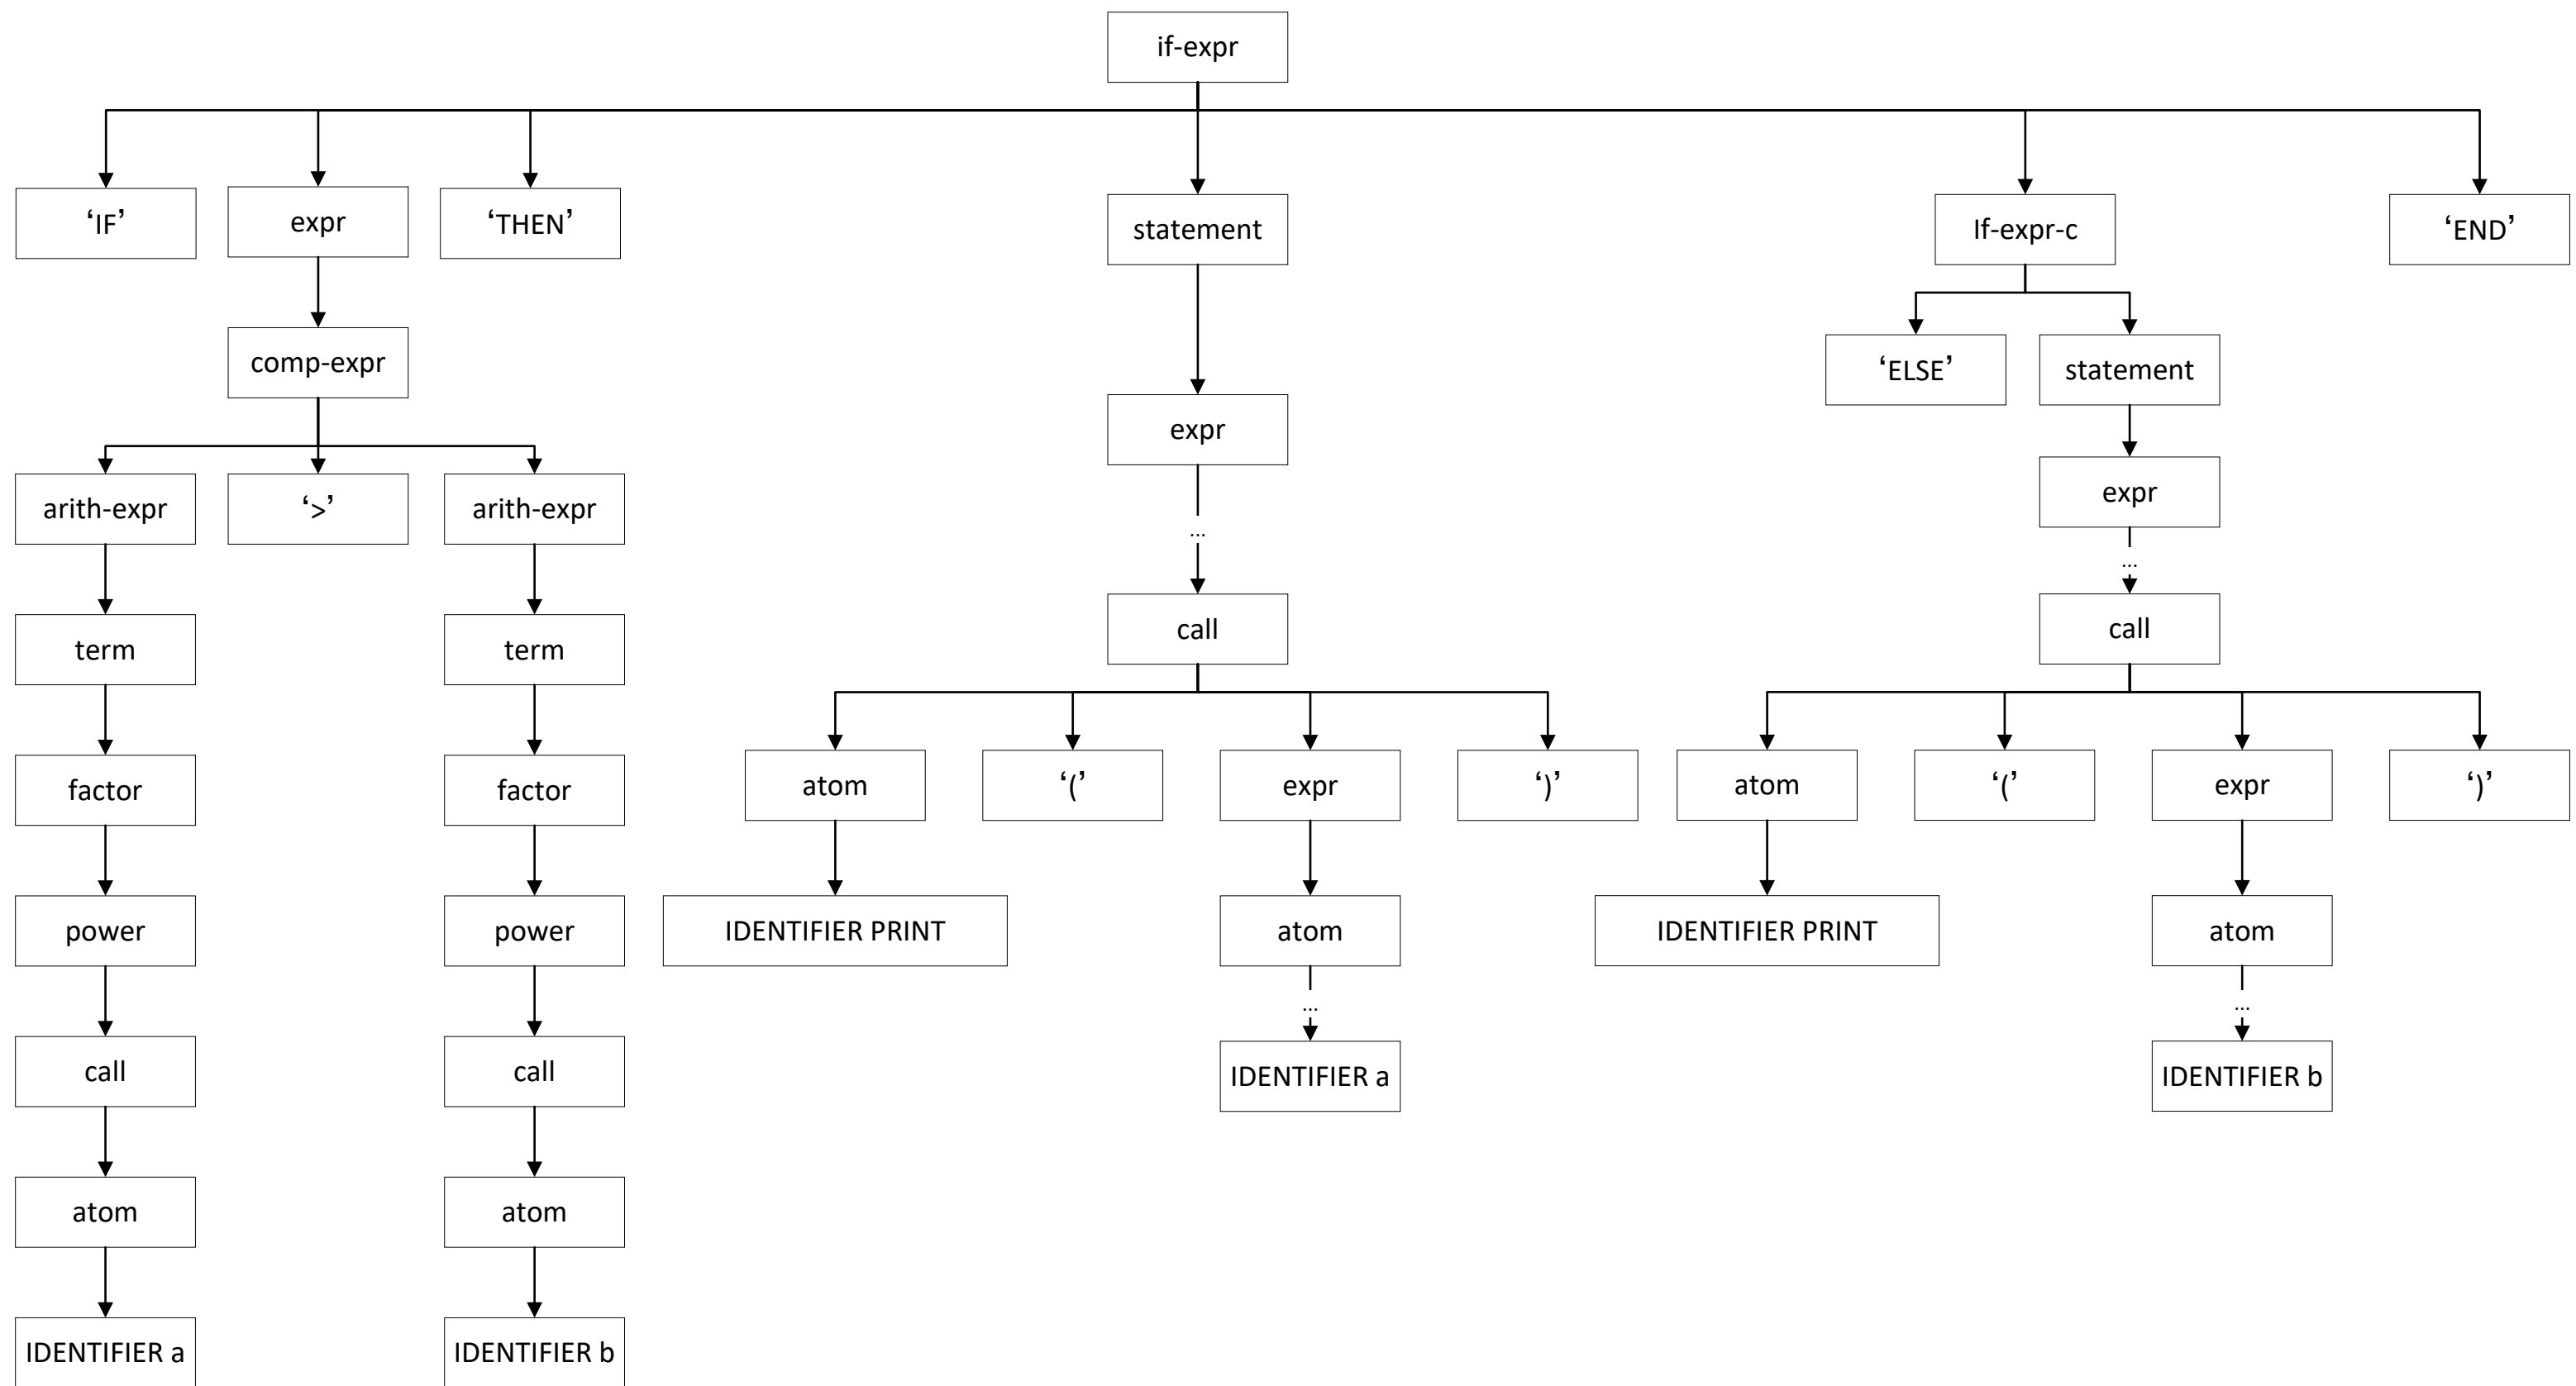 if-expr
‘IF’
expr
‘THEN’
statement
If-expr-c
‘END’
comp-expr
‘ELSE’
statement
expr
arith-expr
‘>’
arith-expr
expr
...
...
term
term
call
call
factor
factor
atom
‘(’
expr
‘)’
atom
‘(’
expr
‘)’
power
power
IDENTIFIER PRINT
atom
IDENTIFIER PRINT
atom
...
...
call
call
IDENTIFIER a
IDENTIFIER b
atom
atom
IDENTIFIER a
IDENTIFIER b